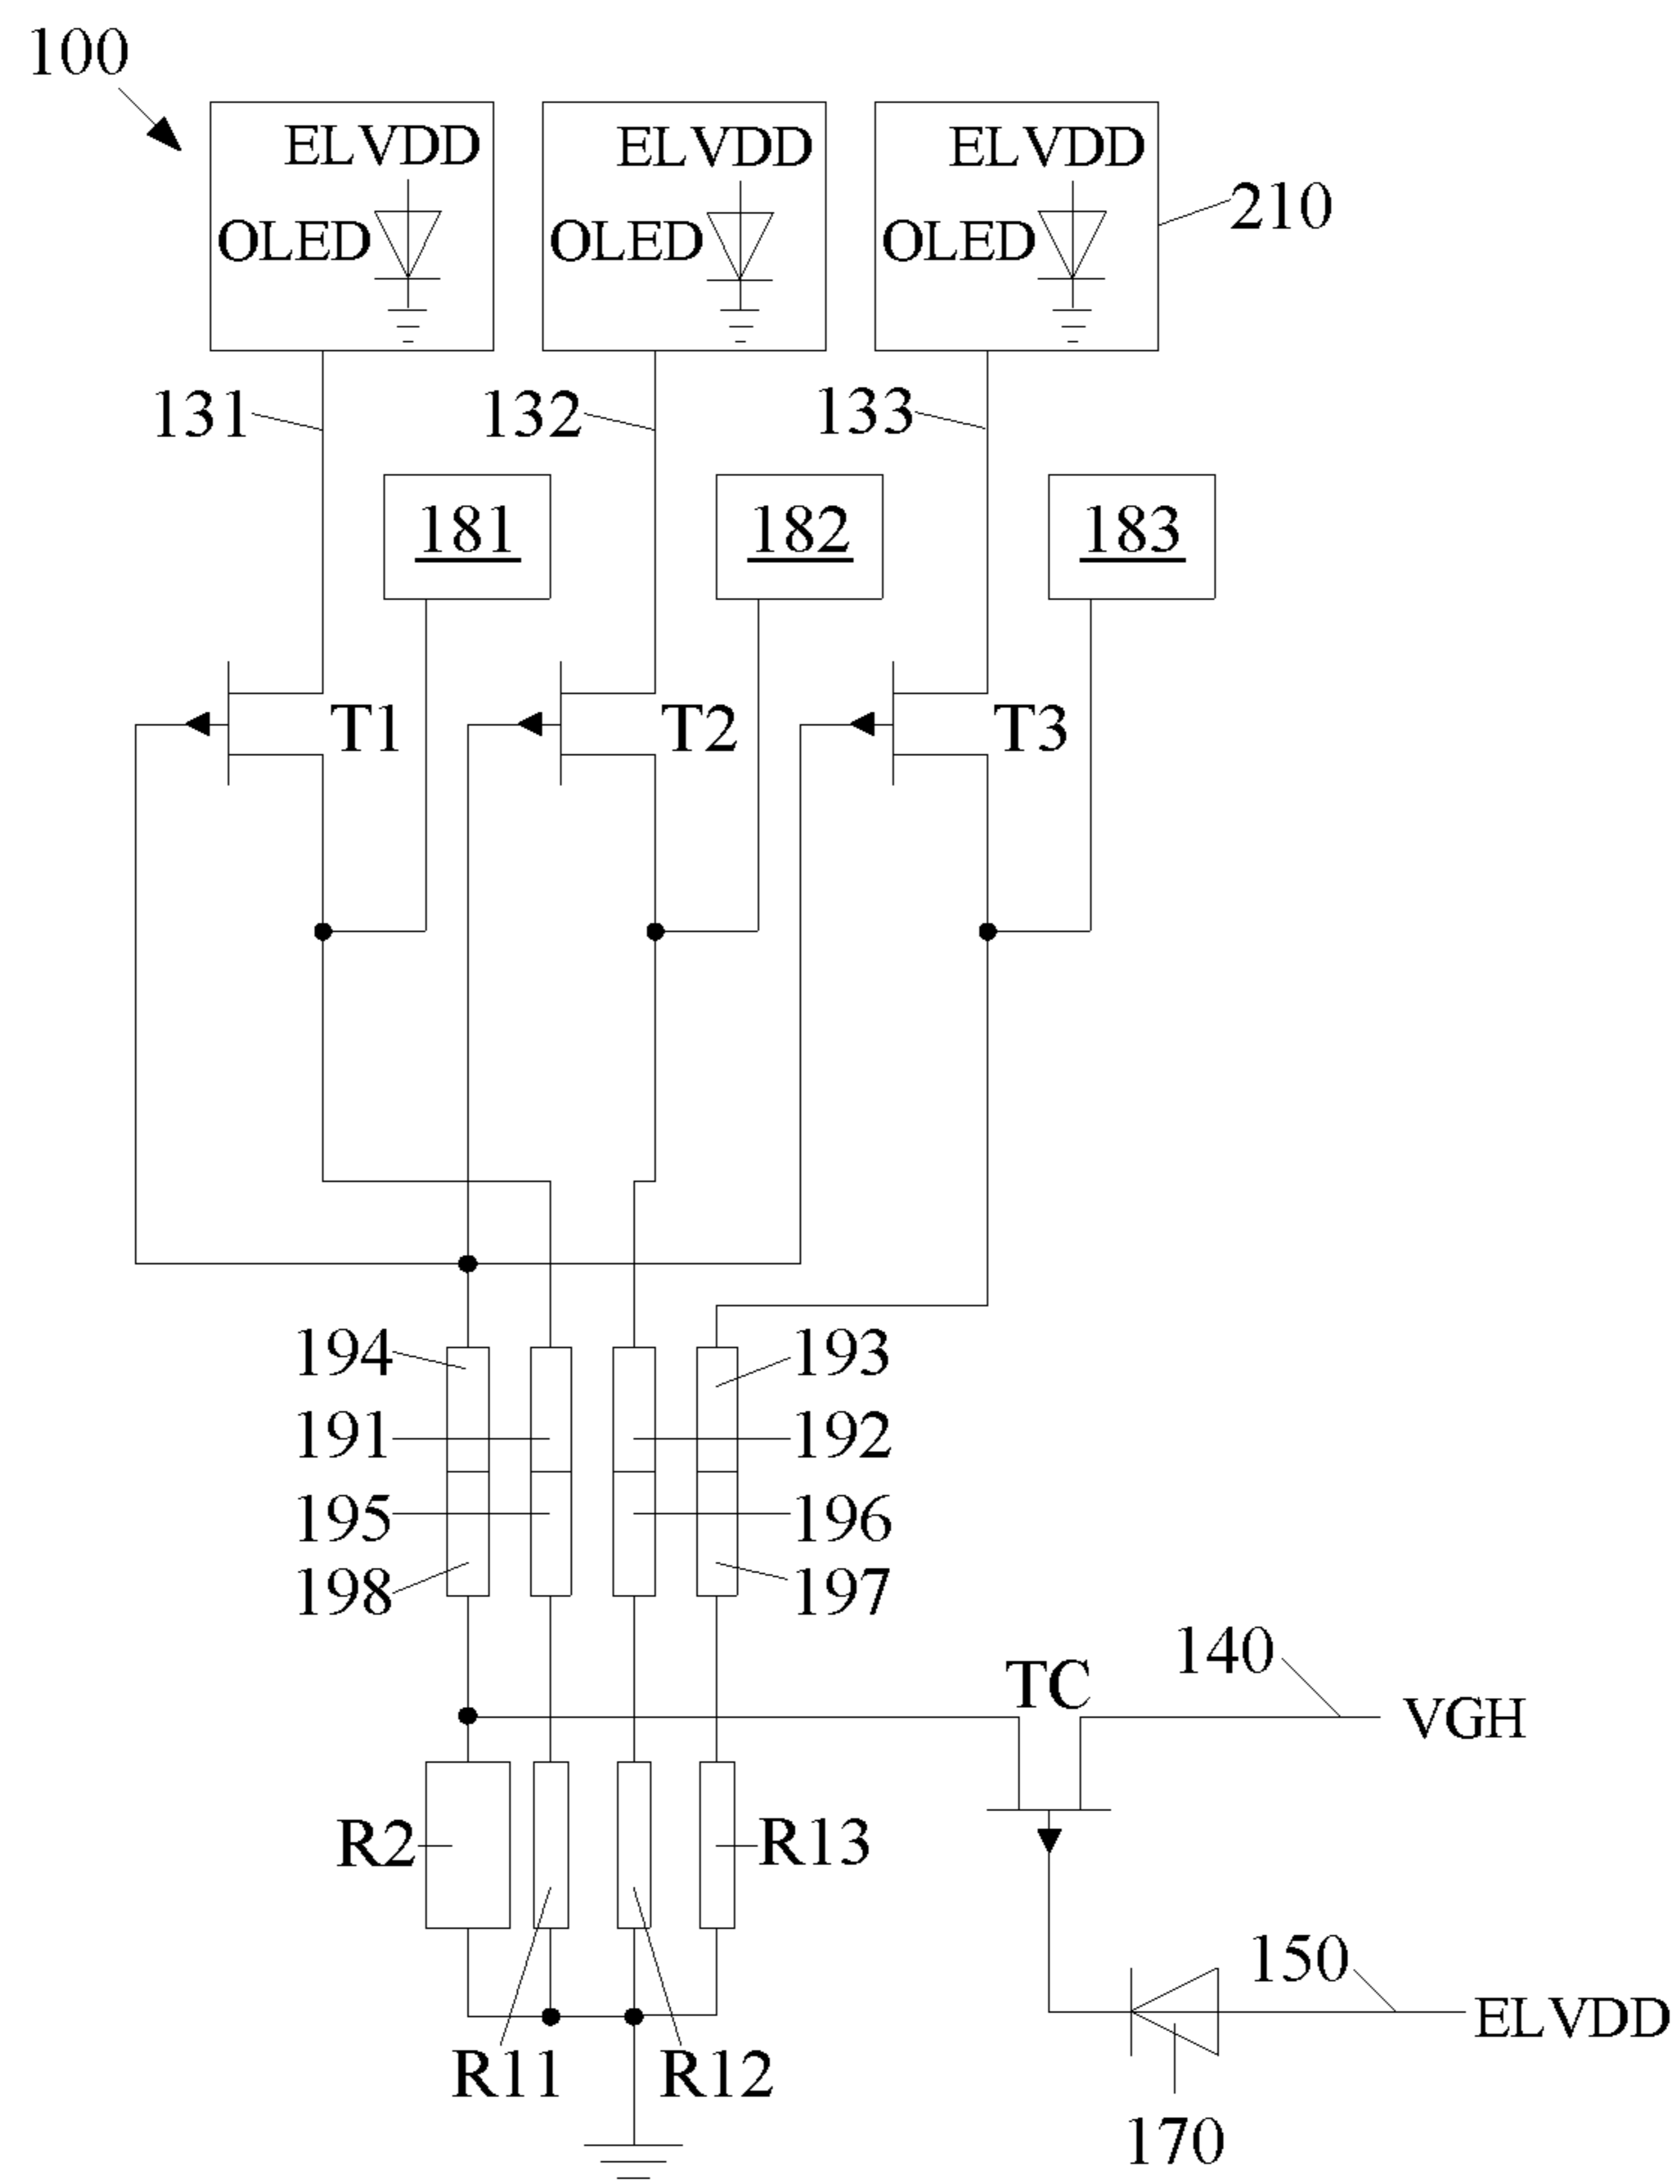 100
ELVDD ELVDD ELVDD
OLED OLED OLED 210
131 132 133
181 182 183
T1 T2 T3
194 193
191 192
195 196
198 197
TC 140
VGH
R2 R13
150
ELVDD
R11 R12
170